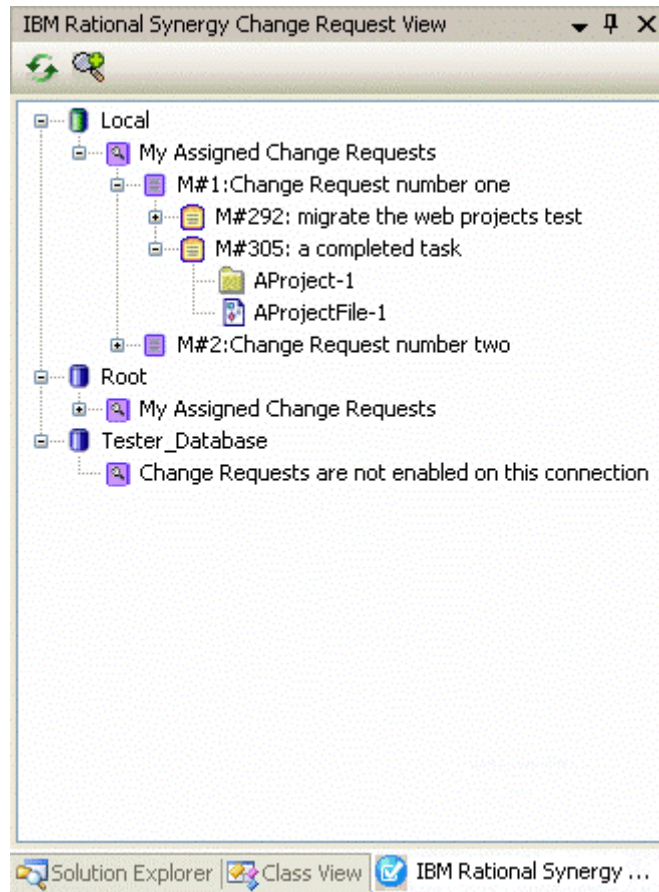 IBM Rational Synergy Change Request View
Local
My Assigned Change Requests
M#1:Change Request number one
M#292: migrate the web projects test
M#305: a completed task
AProject-1
AProjectFile-1
M#2:Change Request number two
Root
My Assigned Change Requests
Tester_Database
Change Requests are not enabled on this connection
Solution Explorer Class View IBM Rational Synergy ...